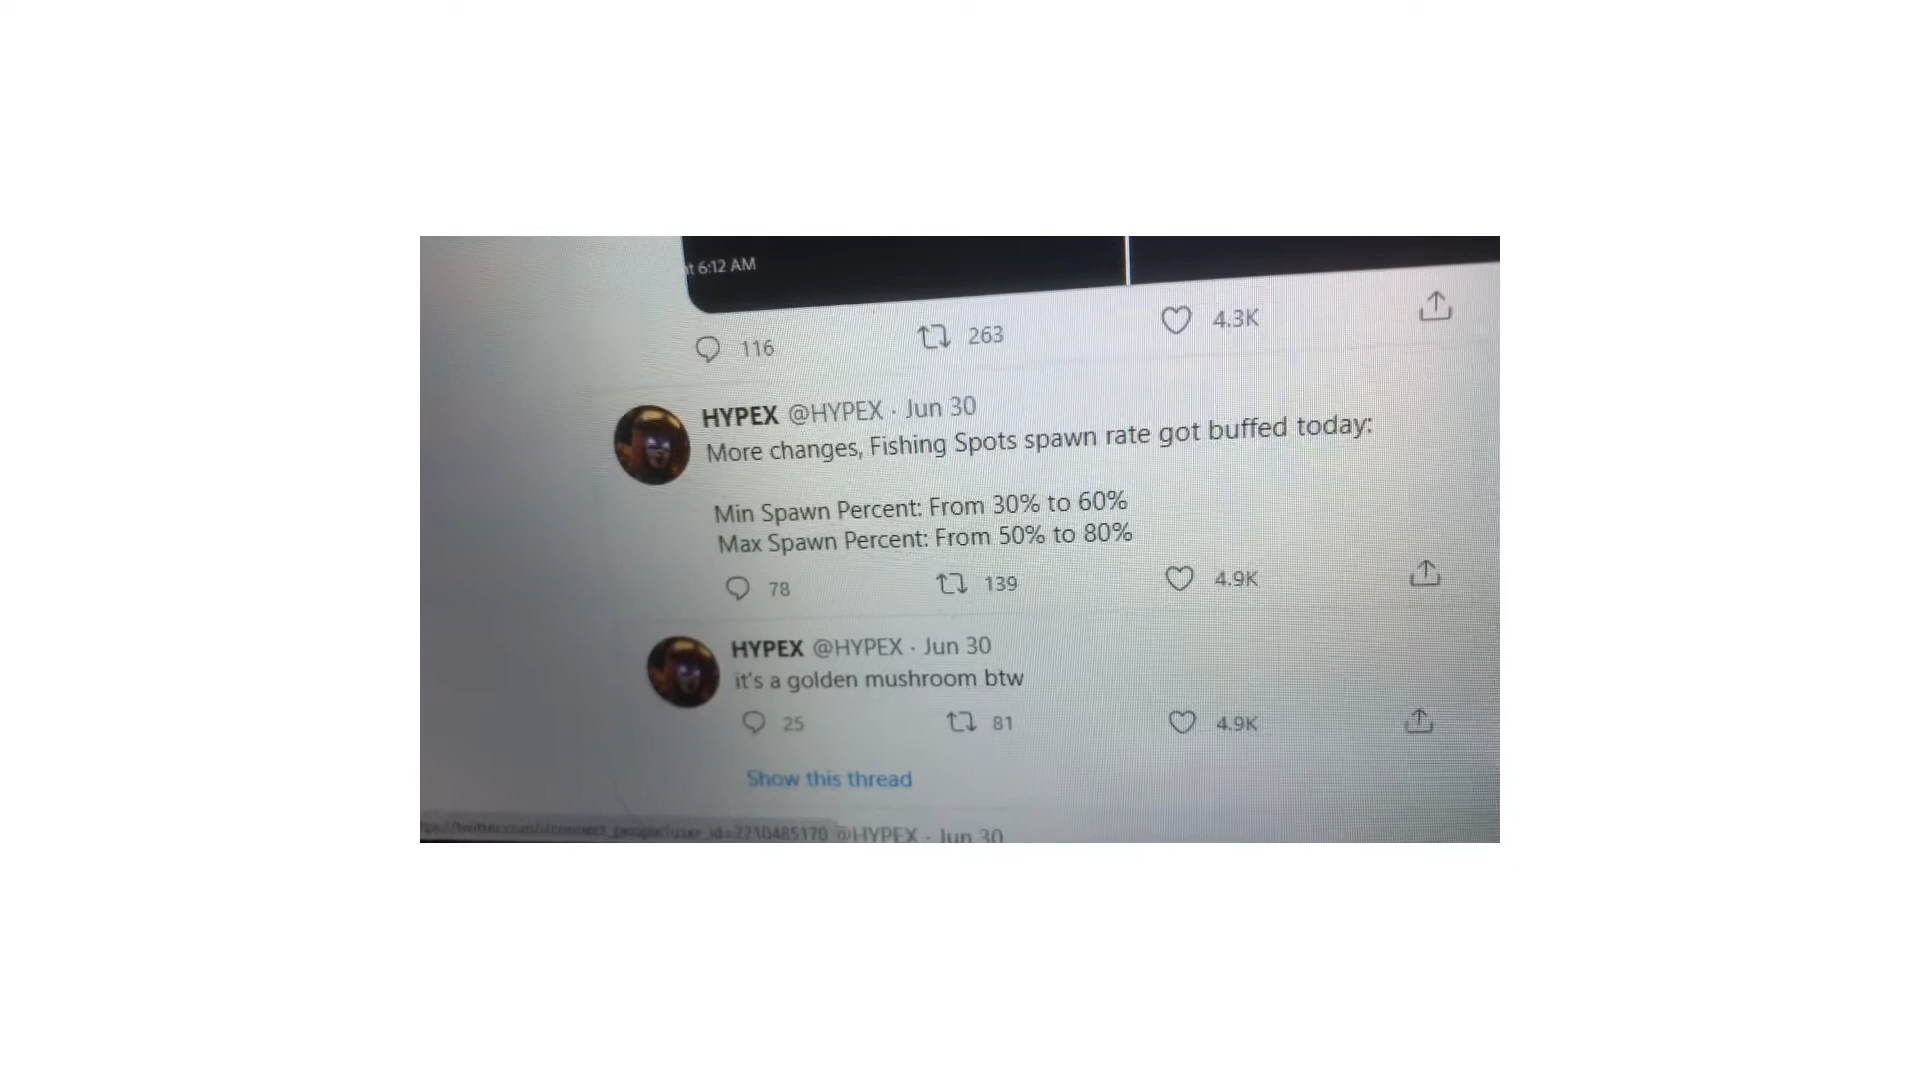 t 6:12 AM
116 263 4.3K
HYPEX @HYPEX · Jun 30
More changes, Fishing Spots spawn rate got buffed today:
Min Spawn Percent: From 30% to 60%
Max Spawn Percent: From 50% to 80%
78 139 4.9K
HYPEX @HYPEX · Jun 30
it's a golden mushroom btw
25 81 4.9K
Show this thread
@HYPEX · Jun 30